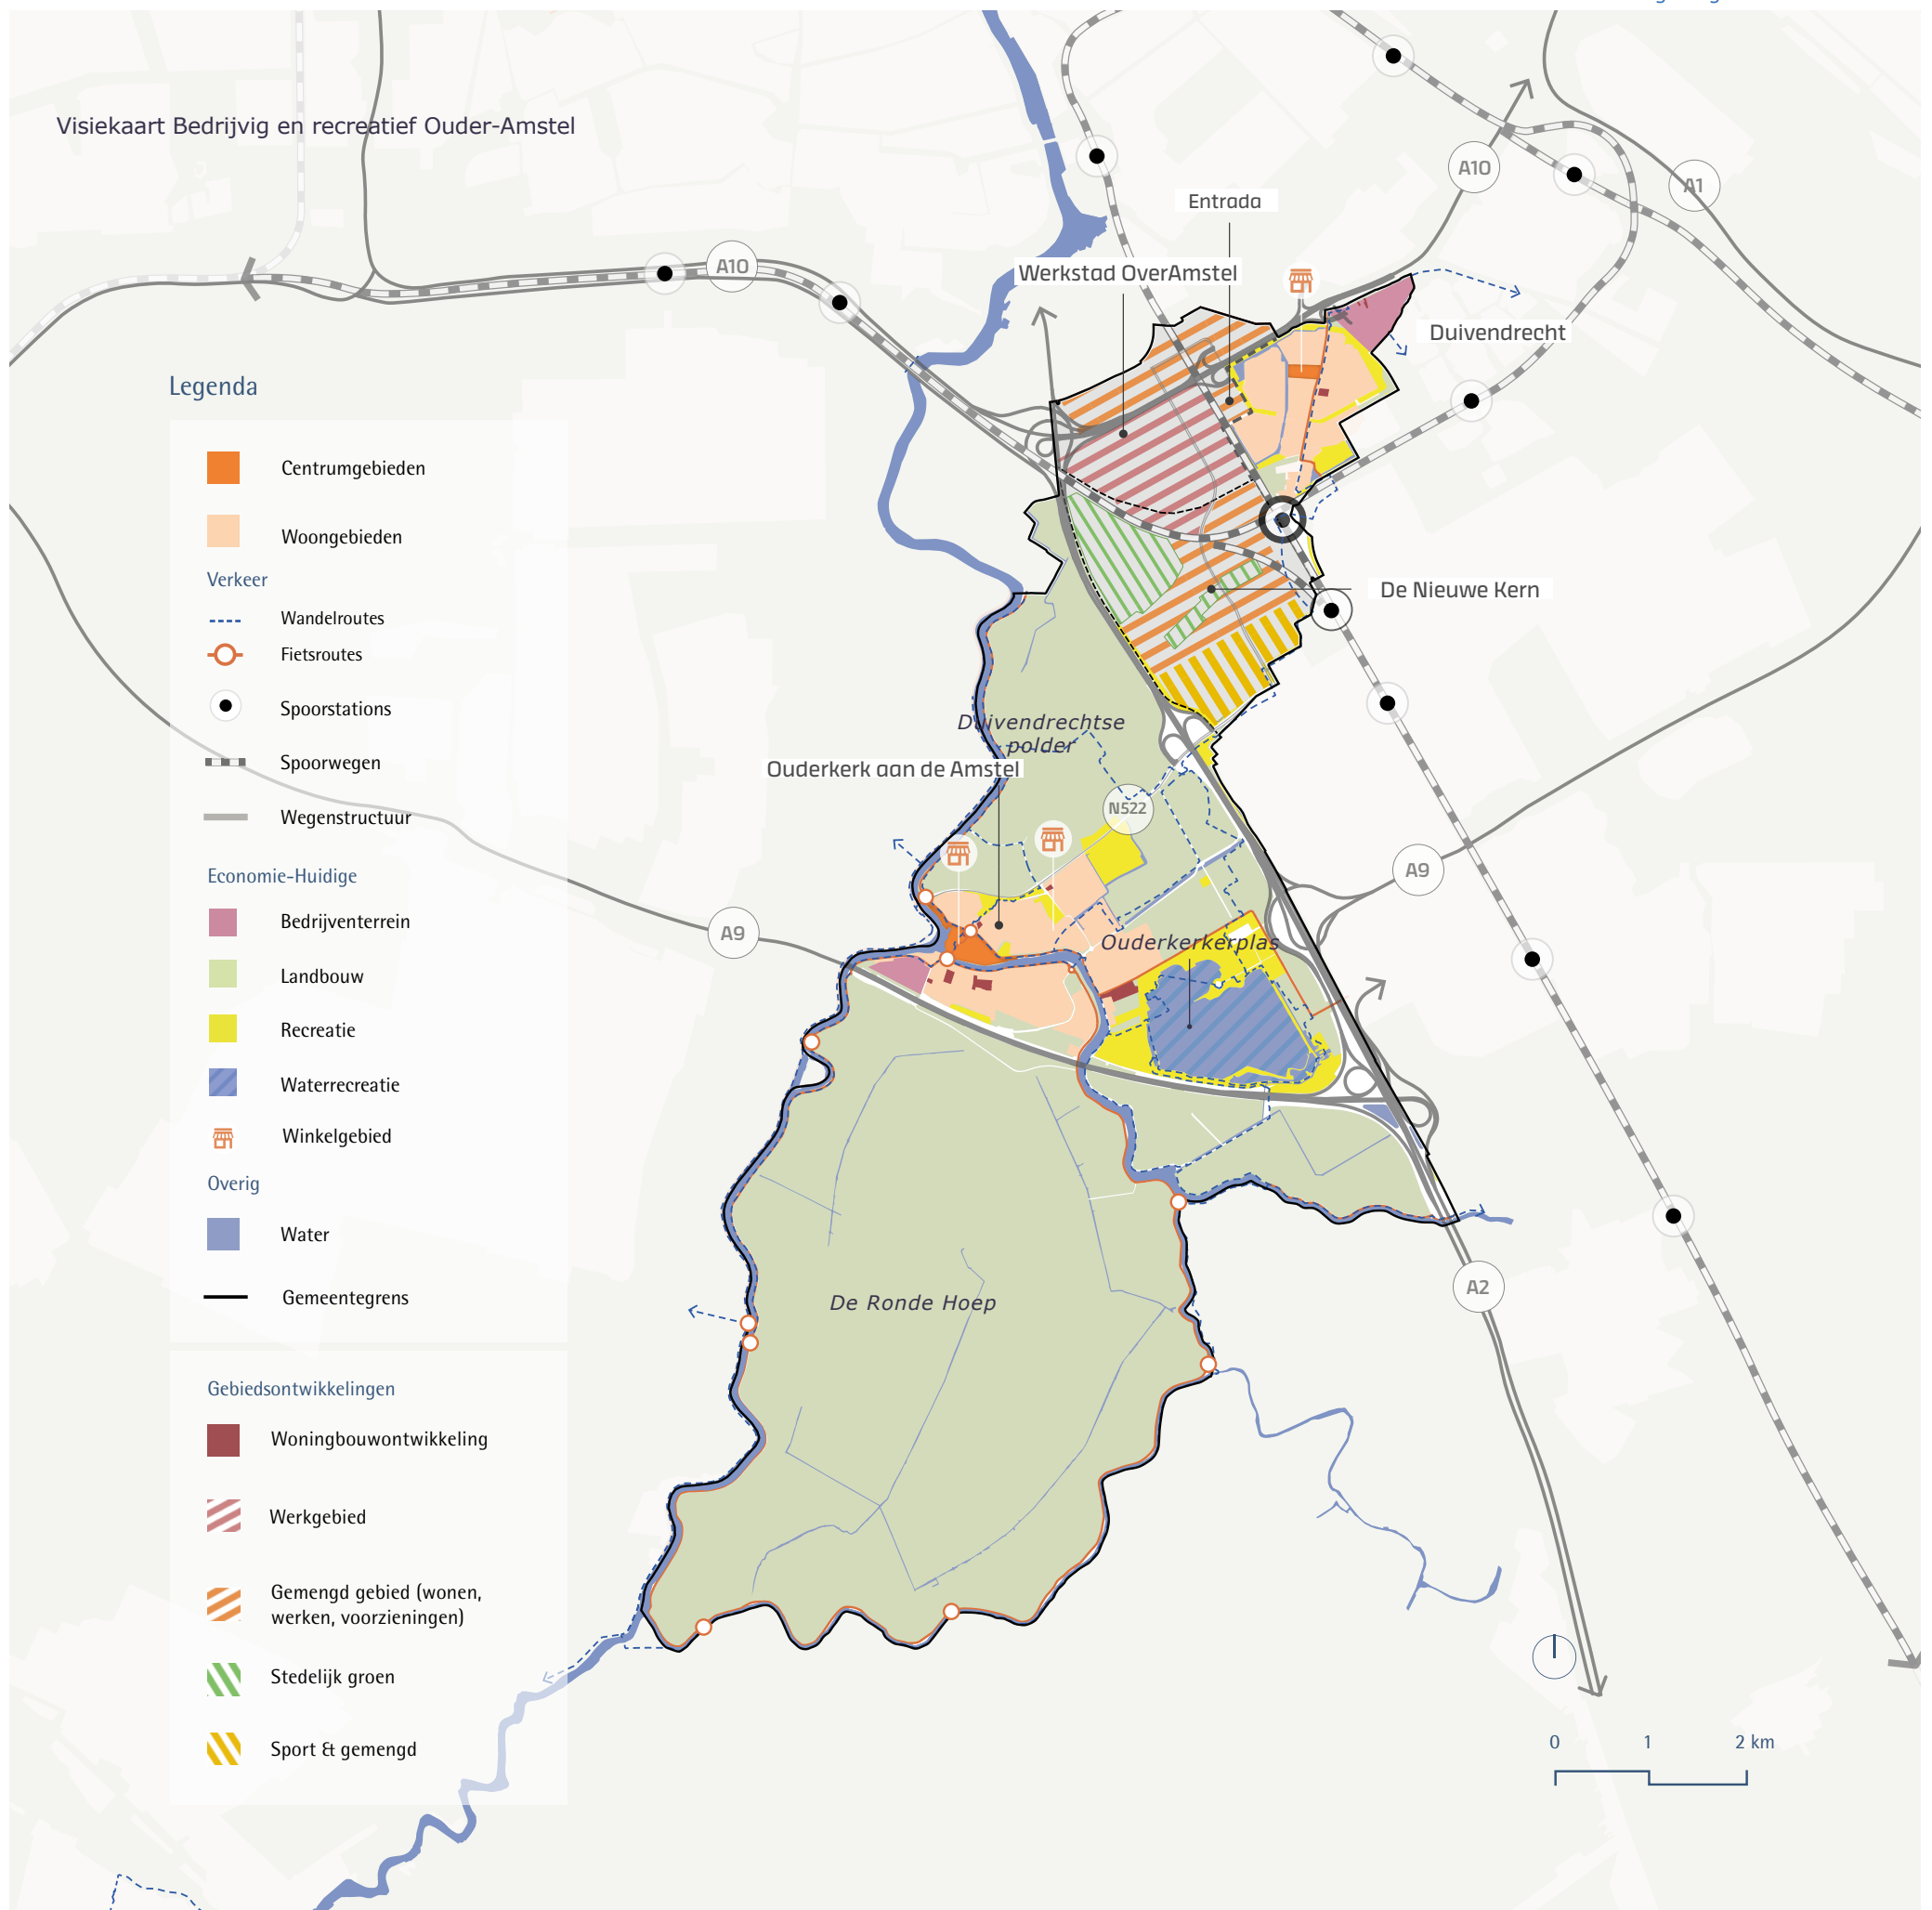 Visiekaart Bedrijvig en recreatief Ouder-Amstel
A10
A1
Entrada
Werkstad OverAmstel
A10
Duivendrecht
De Nieuwe Kern
Duivendrechtse
polder
Ouderkerk aan de Amstel
N522
A9
A9
Ouderkerkerplas
De Ronde Hoep
A2
Legenda
Centrumgebieden
Woongebieden
Verkeer
Wandelroutes
Fietsroutes
Spoorstations
Spoorwegen
Wegenstructuur
Economie-Huidige
Bedrijventerrein
Landbouw
Recreatie
Waterrecreatie
Winkelgebied
Overig
Water
Gemeentegrens
Gebiedsontwikkelingen
Woningbouwontwikkeling
Werkgebied
Gemengd gebied (wonen,
werken, voorzieningen)
Stedelijk groen
Sport & gemengd
0 1 2 km